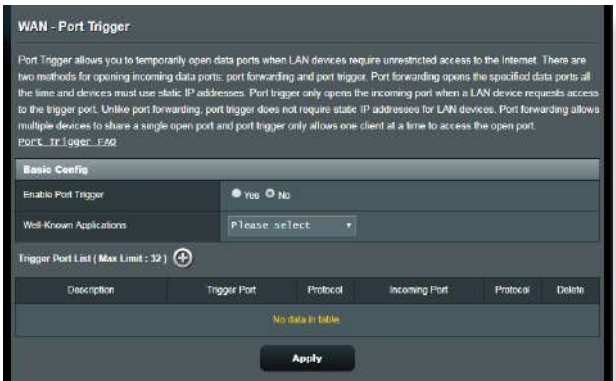 WAN - Port Trigger
Port Trigger allows you to temporarily open data ports when LAN devices require unrestricted access to the Internet. There are
two methods for opening incoming data ports: port forwarding and port trigger. Port forwarding opens the specified data ports all
the time and devices must use static IP addresses. Port trigger only opens the incoming port when a LAN device requests access
to the trigger port. Unlike port forwarding, port trigger does not require static IP addresses for LAN devices. Port forwarding allows
multiple devices to share a single open port and port trigger only allows one client at a time to access the open port.
Port Trigger FAQ
Basic Config
Enable Port Trigger Yes No
Well-Known Applications Please select
Trigger Port List ( Max Limit : 32 )
Description Trigger Port Protocol Incoming Port Protocol Delete
No data in table.
Apply